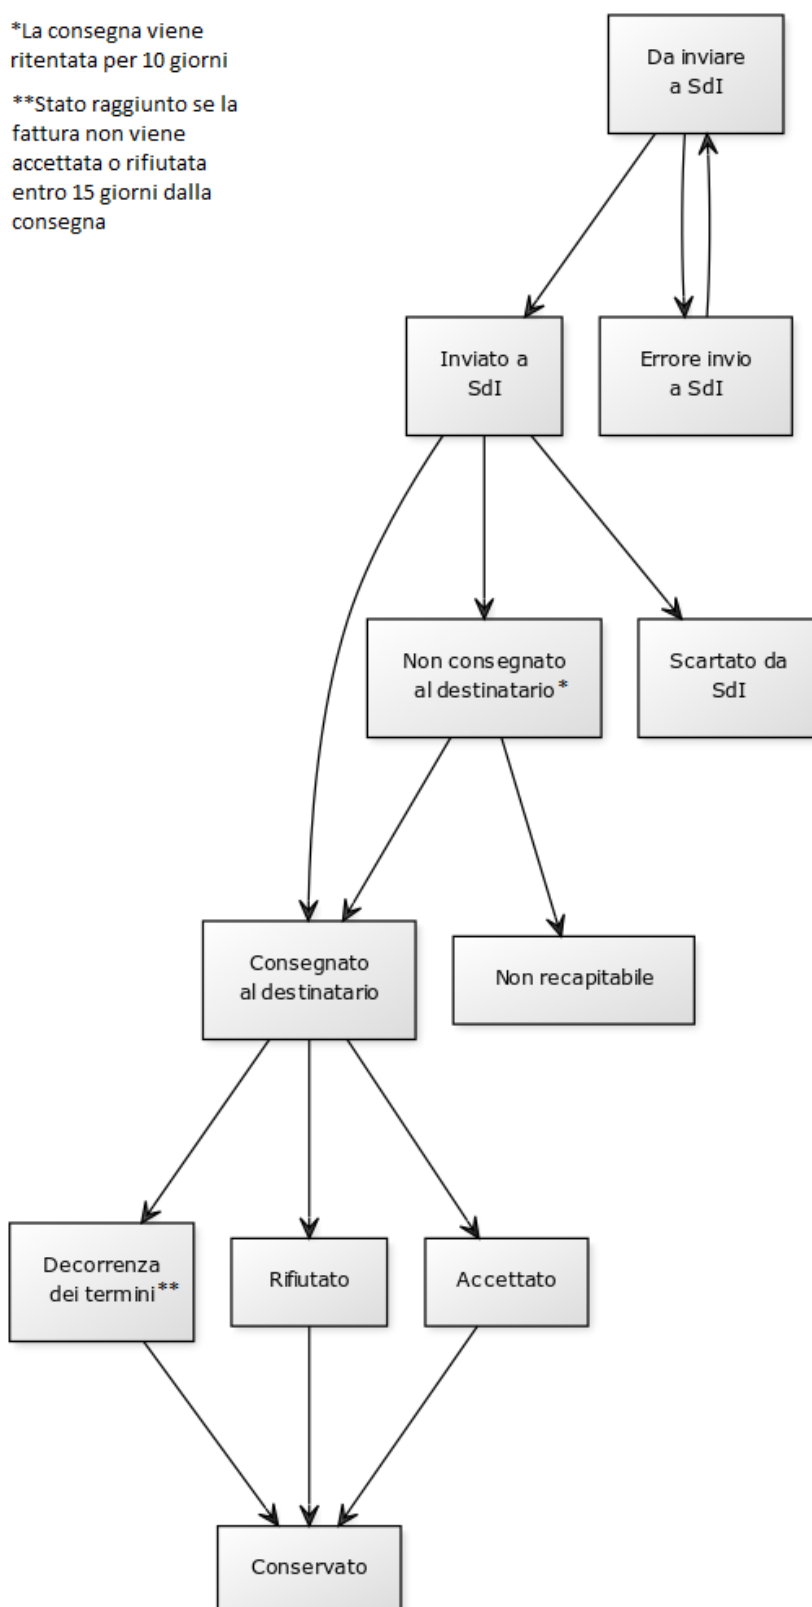 *La consegna viene
ritentata per 10 giorni
**Stato raggiunto se la
fattura non viene
accettata o rifiutata
entro 15 giorni dalla
consegna
Da inviare
a SdI
Inviato a
SdI
Errore invio
a SdI
Non consegnato
al destinatario*
Scartato da
SdI
Consegnato
al destinatario
Non recapitabile
Decorrenza
dei termini**
Rifiutato
Accettato
Conservato